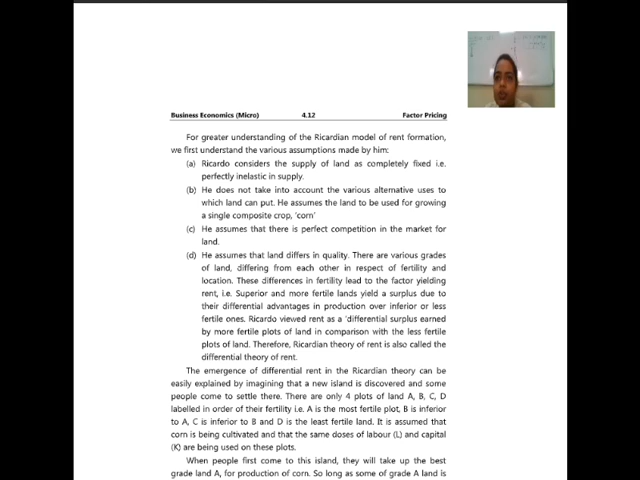 Business Economics (Micro) 4.12 Factor Pricing
For greater understanding of the Ricardian model of rent formation,
we first understand the various assumptions made by him:
(a) Ricardo considers the supply of land as completely fixed i.e.
perfectly inelastic in supply.
(b) He does not take into account the various alternative uses to
which land can put. He assumes the land to be used for growing
a single composite crop, 'corn'
(c) He assumes that there is perfect competition in the market for
land.
(d) He assumes that land differs in quality. There are various grades
of land, differing from each other in respect of fertility and
location. These differences in fertility lead to the factor yielding
rent, i.e. Superior and more fertile lands yield a surplus due to
their differential advantages in production over inferior or less
fertile ones. Ricardo viewed rent as a 'differential surplus earned
by more fertile plots of land in comparison with the less fertile
plots of land. Therefore, Ricardian theory of rent is also called the
differential theory of rent.
The emergence of differential rent in the Ricardian theory can be
easily explained by imagining that a new island is discovered and some
people come to settle there. There are only 4 plots of land A, B, C, D
labelled in order of their fertility i.e. A is the most fertile plot, B is inferior
to A, C is inferior to B and D is the least fertile land. It is assumed that
corn is being cultivated and that the same doses of labour (L) and capital
(K) are being used on these plots.
When people first come to this island, they will take up the best
grade land A, for production of corn. So long as some of grade A land is